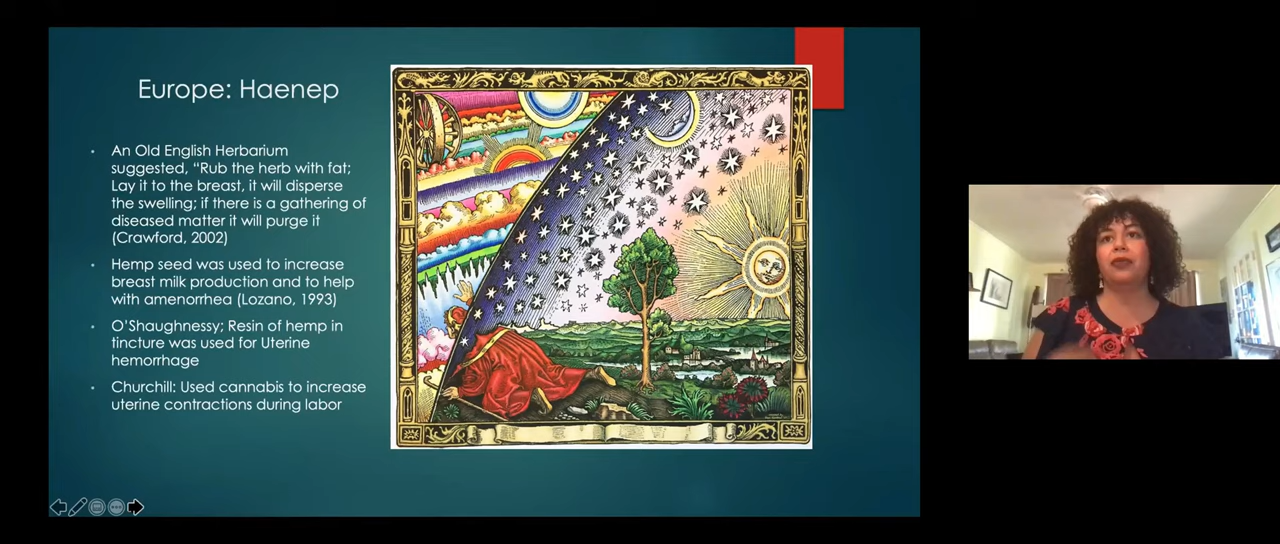 Europe: Haenep
An Old English Herbarium
suggested, “Rub the herb with fat;
Lay it to the breast, it will disperse
the swelling; if there is a gathering of
diseased matter it will purge it
(Crawford, 2002)
Hemp seed was used to increase
breast milk production and to help
with amenorrhea (Lozano, 1993)
O’Shaughnessy; Resin of hemp in
tincture was used for Uterine
hemorrhage
Churchill: Used cannabis to increase
uterine contractions during labor